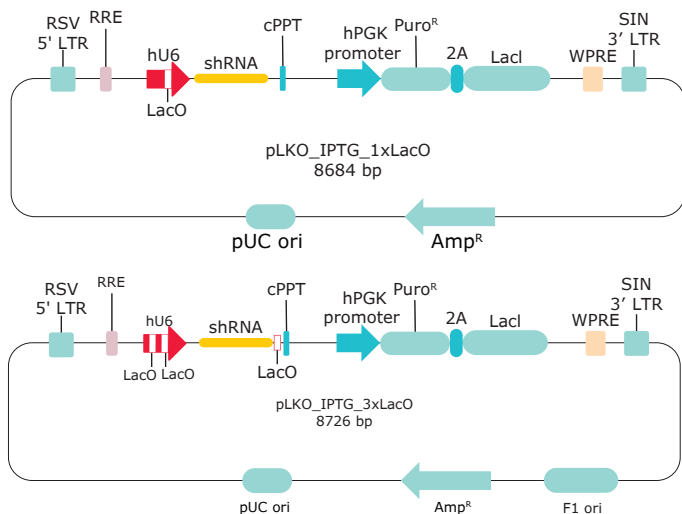 RSV
5' LTR
RRE
hU6
LacO
shRNA
cPPT
hPGK
promoter
Puroᴿ
2A
LacI
WPRE
SIN
3′ LTR
pLKO_IPTG_1xLacO
8684 bp
pUC ori
Ampᴿ
RSV
5' LTR
RRE
hU6
LacO
LacO
shRNA
LacO
cPPT
hPGK
promoter
Puroᴿ
2A
LacI
WPRE
SIN
3′ LTR
pLKO_IPTG_3xLacO
8726 bp
pUC ori
Ampᴿ
F1 ori